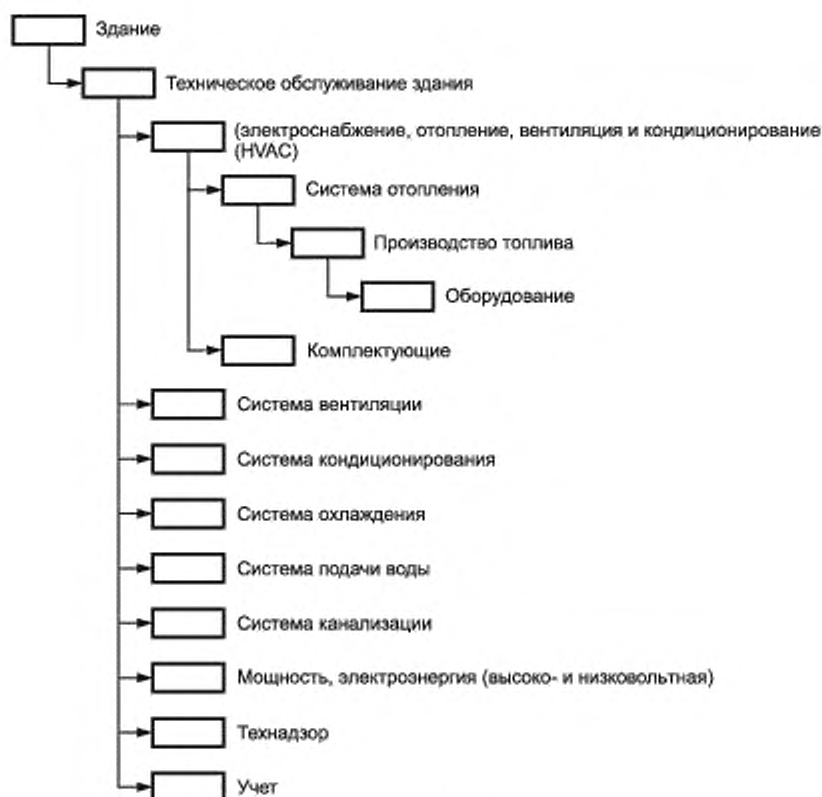 Здание
Техническое обслуживание здания
(электроснабжение, отопление, вентиляция и кондиционирование
(HVAC)
Система отопления
Производство топлива
Оборудование
Комплектующие
Система вентиляции
Система кондиционирования
Система охлаждения
Система подачи воды
Система канализации
Мощность, электроэнергия (высоко- и низковольтная)
Технадзор
Учет